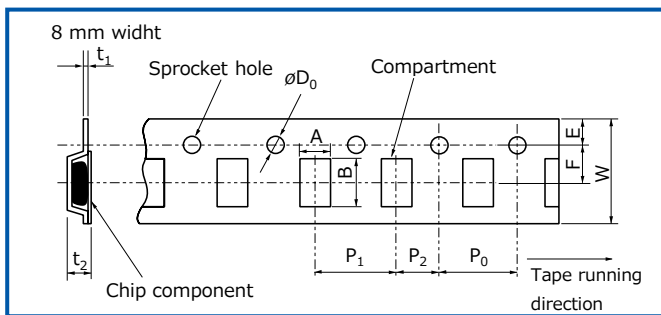 8 mm widht
t1
Sprocket hole
øD0
Compartment
A
B
E
F
W
t2
P1
P2
P0
Chip component
Tape running
direction